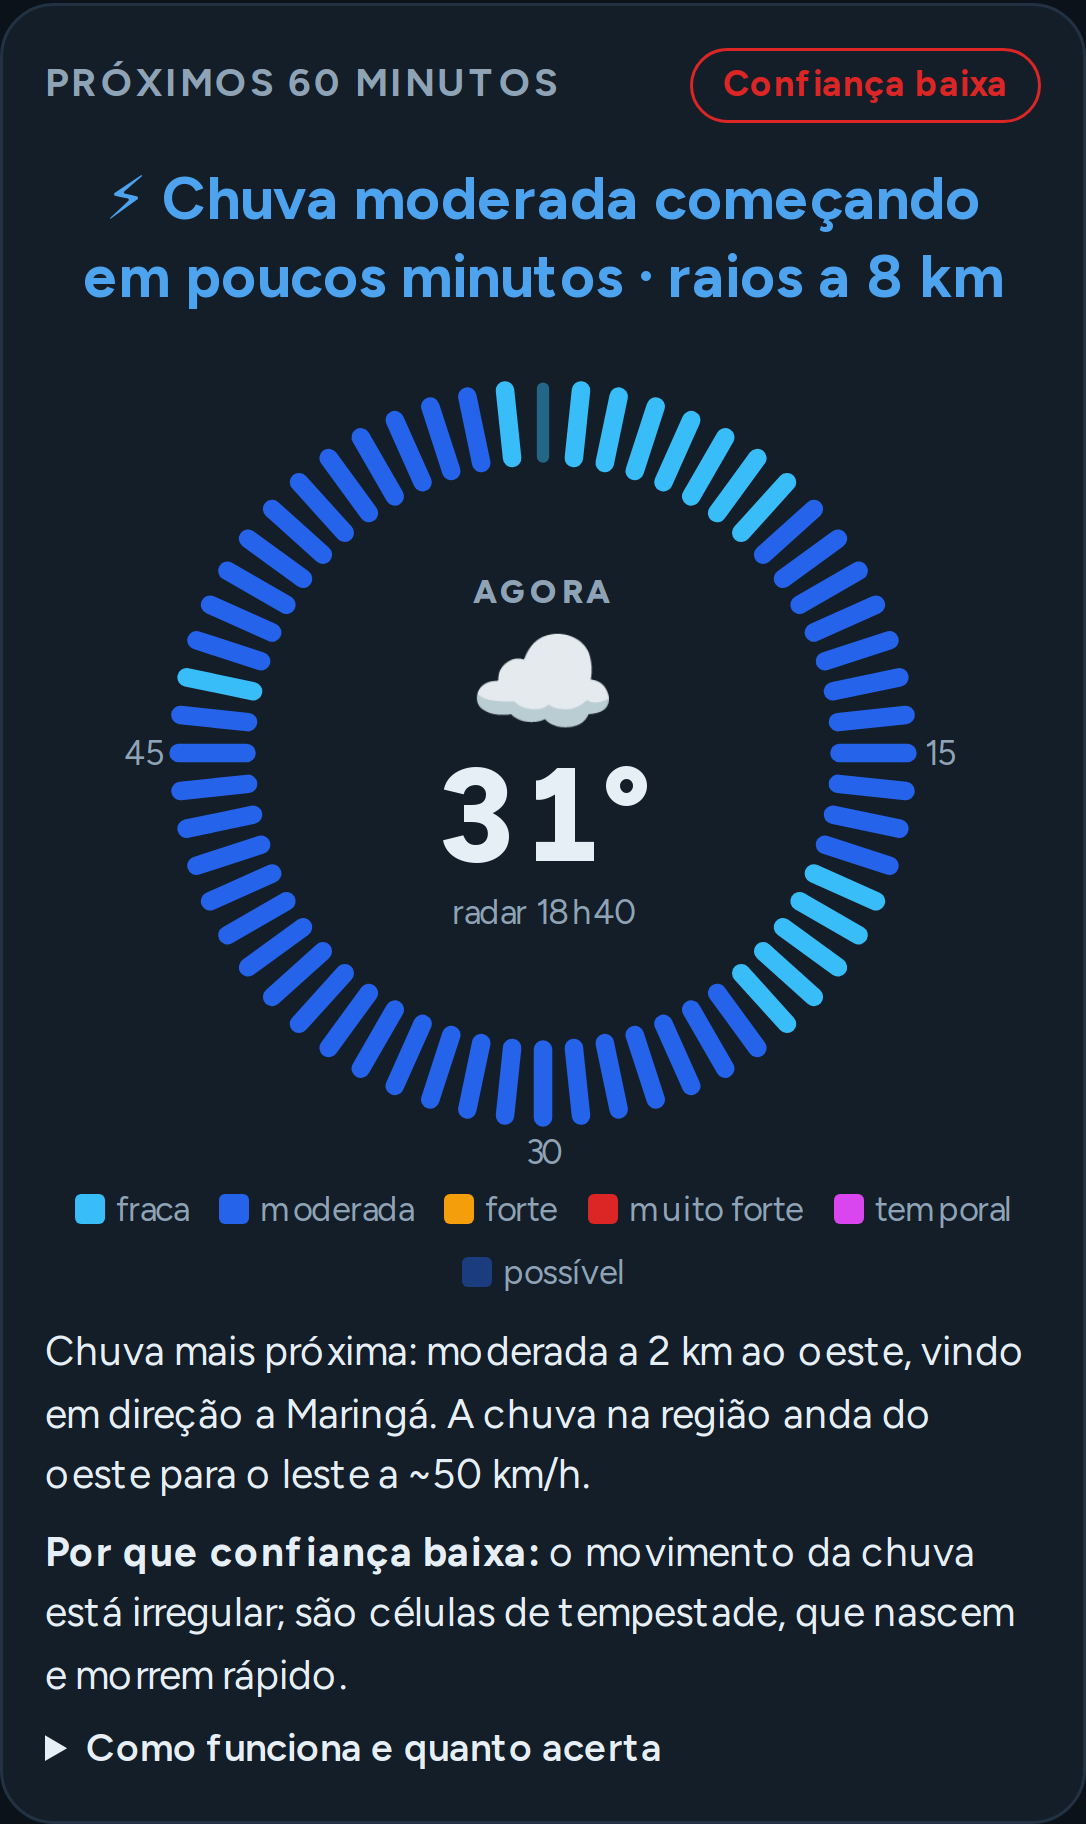 PRÓXIMOS 60 MINUTOS
Confiança baixa
⚡ Chuva moderada começando
em poucos minutos · raios a 8 km
AGORA
45
15
31°
radar 18h40
30
fraca moderada forte muito forte temporal
possível
Chuva mais próxima: moderada a 2 km ao oeste, vindo
em direção a Maringá. A chuva na região anda do
oeste para o leste a ~50 km/h.
Por que confiança baixa: o movimento da chuva
está irregular; são células de tempestade, que nascem
e morrem rápido.
▶ Como funciona e quanto acerta